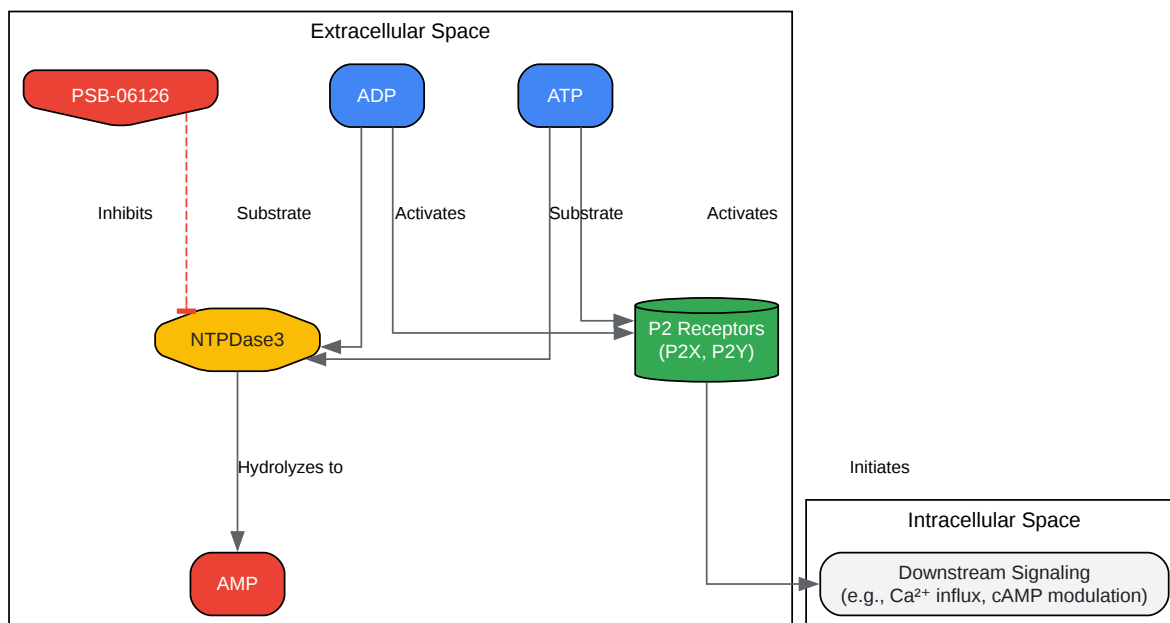 Extracellular Space
PSB-06126
ADP
ATP
Inhibits
Substrate
Activates
Substrate
Activates
NTPDase3
P2 Receptors
(P2X, P2Y)
Hydrolyzes to
Initiates
Intracellular Space
AMP
Downstream Signaling
(e.g., Ca²⁺ influx, cAMP modulation)